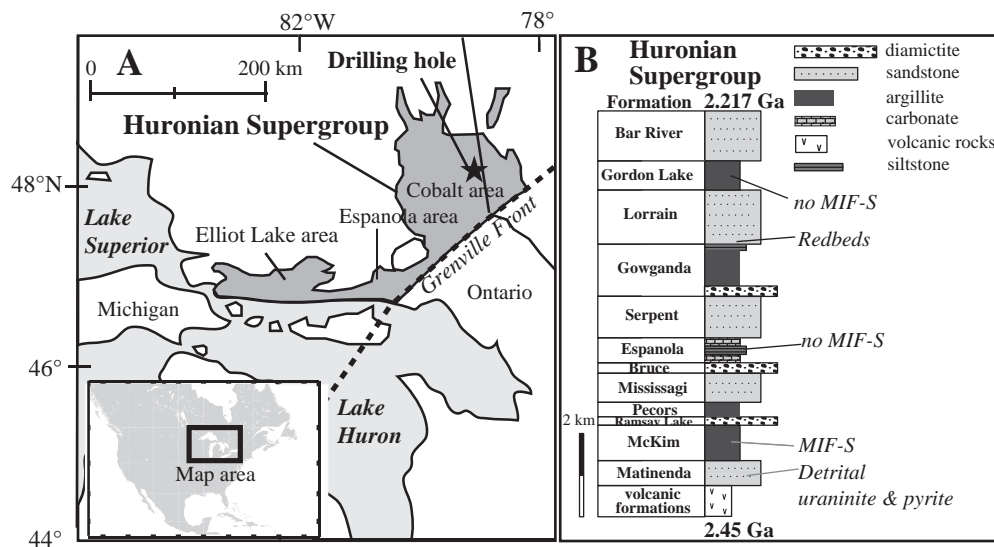 82°W
78°
A
0
200 km
Drilling hole
Huronian Supergroup
48°N
Cobalt area
Lake
Superior
Espanola area
Elliot Lake area
Grenville Front
Michigan
Ontario
46°
Lake
Huron
Map area
44°
B
Huronian
Supergroup
Formation 2.217 Ga
diamictite
sandstone
argillite
carbonate
volcanic rocks
siltstone
Bar River
Gordon Lake
no MIF-S
Lorrain
Redbeds
Gowganda
Serpent
Espanola
no MIF-S
Bruce
Mississagi
Pecors
Ramsay Lake
2 km
McKim
MIF-S
Matinenda
Detrital
uraninite & pyrite
volcanic
formations
2.45 Ga